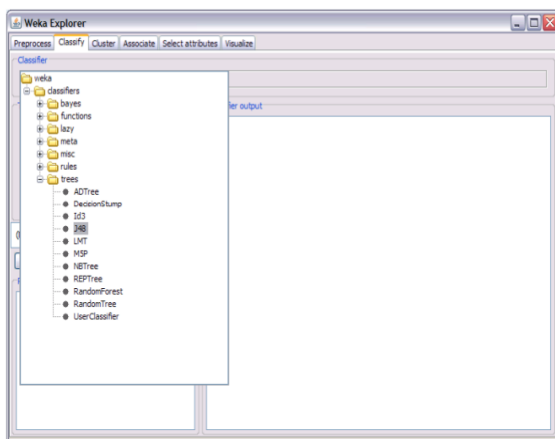 Weka Explorer
Preprocess Classify Cluster Associate Select attributes Visualize
Classifier
weka
classifiers
bayes
functions
lazy
meta
misc
rules
trees
ADTree
DecisionStump
Id3
J48
LMT
M5P
NBTree
REPTree
RandomForest
RandomTree
UserClassifier
ier output